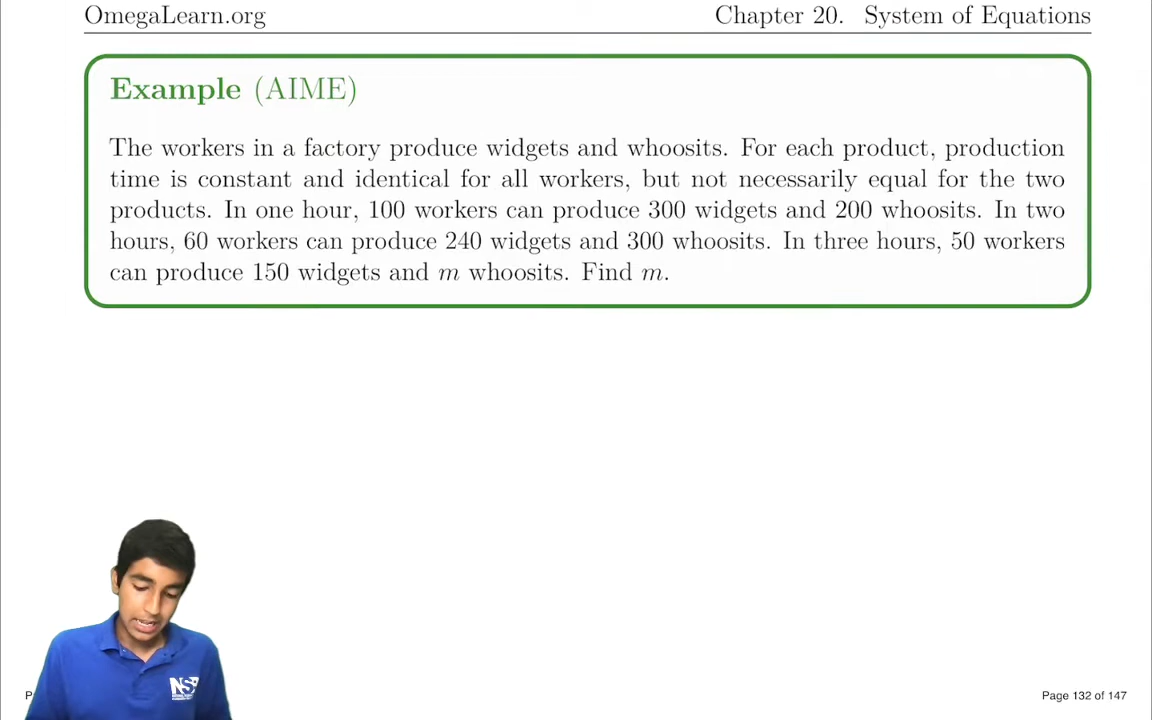 OmegaLearn.org Chapter 20. System of Equations
Example (AIME)
The workers in a factory produce widgets and whoosits. For each product, production
time is constant and identical for all workers, but not necessarily equal for the two
products. In one hour, 100 workers can produce 300 widgets and 200 whoosits. In two
hours, 60 workers can produce 240 widgets and 300 whoosits. In three hours, 50 workers
can produce 150 widgets and m whoosits. Find m.
Page 132 of 147